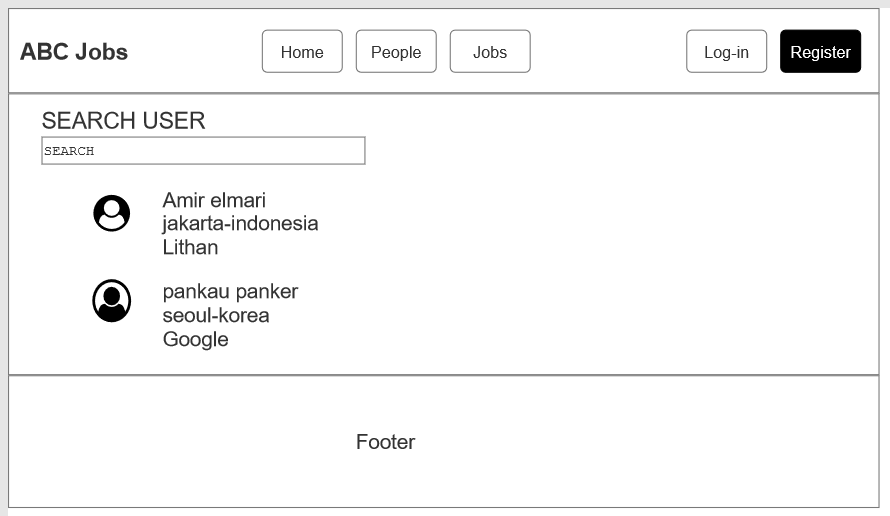 ABC Jobs
Home
People
Jobs
Log-in
Register
SEARCH USER
SEARCH
Amir elmari
jakarta-indonesia
Lithan
pankau panker
seoul-korea
Google
Footer